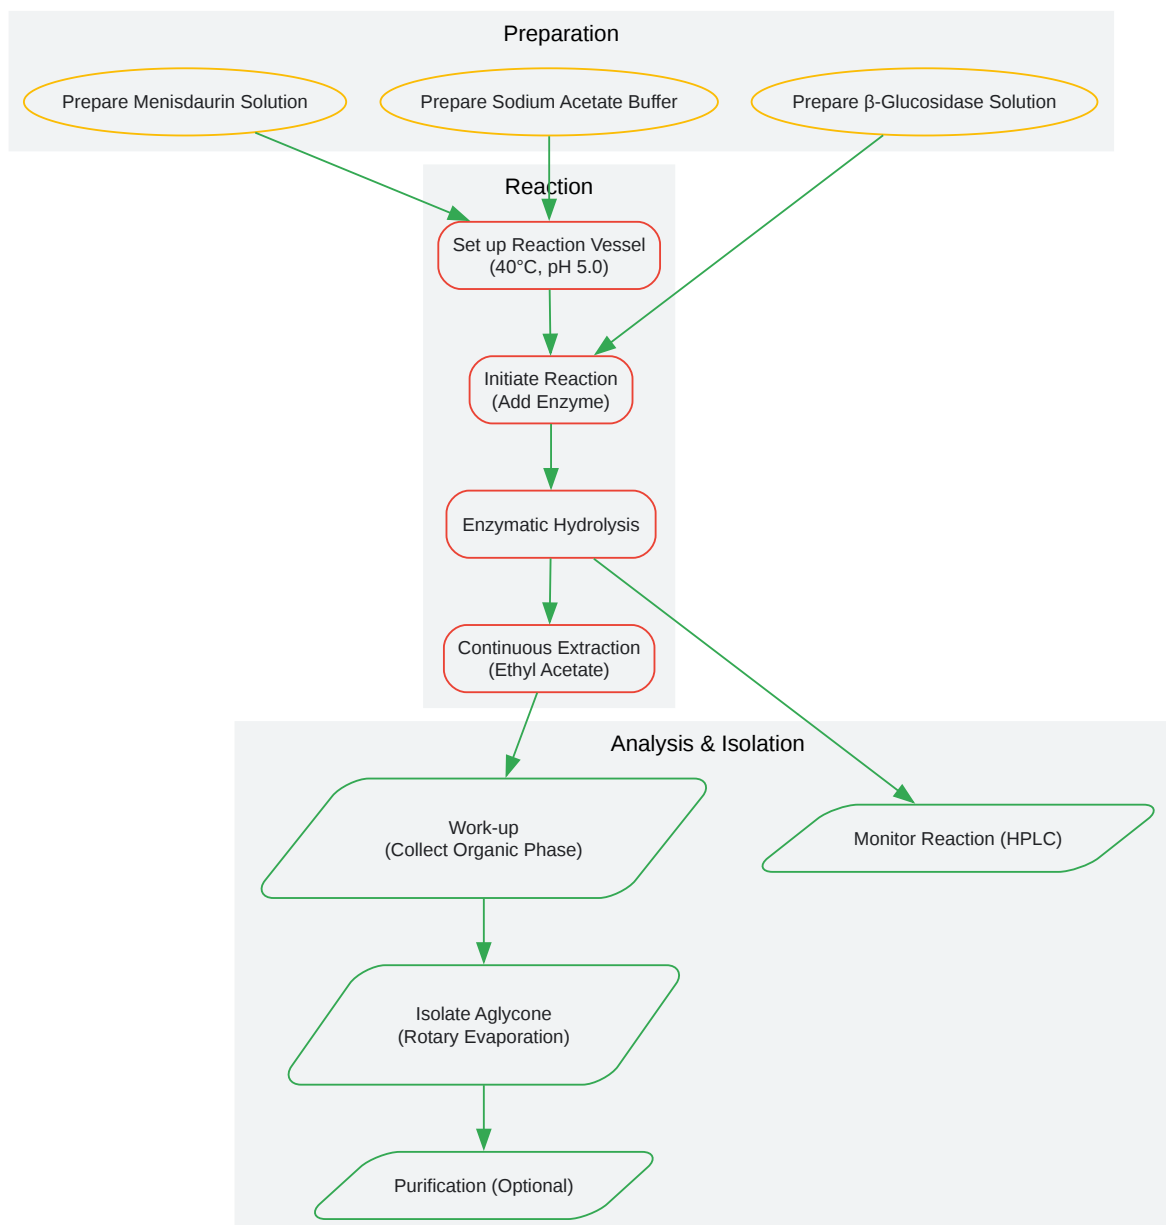 Preparation
Prepare Menisdaurin Solution
Prepare Sodium Acetate Buffer
Prepare β-Glucosidase Solution
Reaction
Set up Reaction Vessel
(40°C, pH 5.0)
Initiate Reaction
(Add Enzyme)
Enzymatic Hydrolysis
Continuous Extraction
(Ethyl Acetate)
Analysis & Isolation
Work-up
(Collect Organic Phase)
Monitor Reaction (HPLC)
Isolate Aglycone
(Rotary Evaporation)
Purification (Optional)